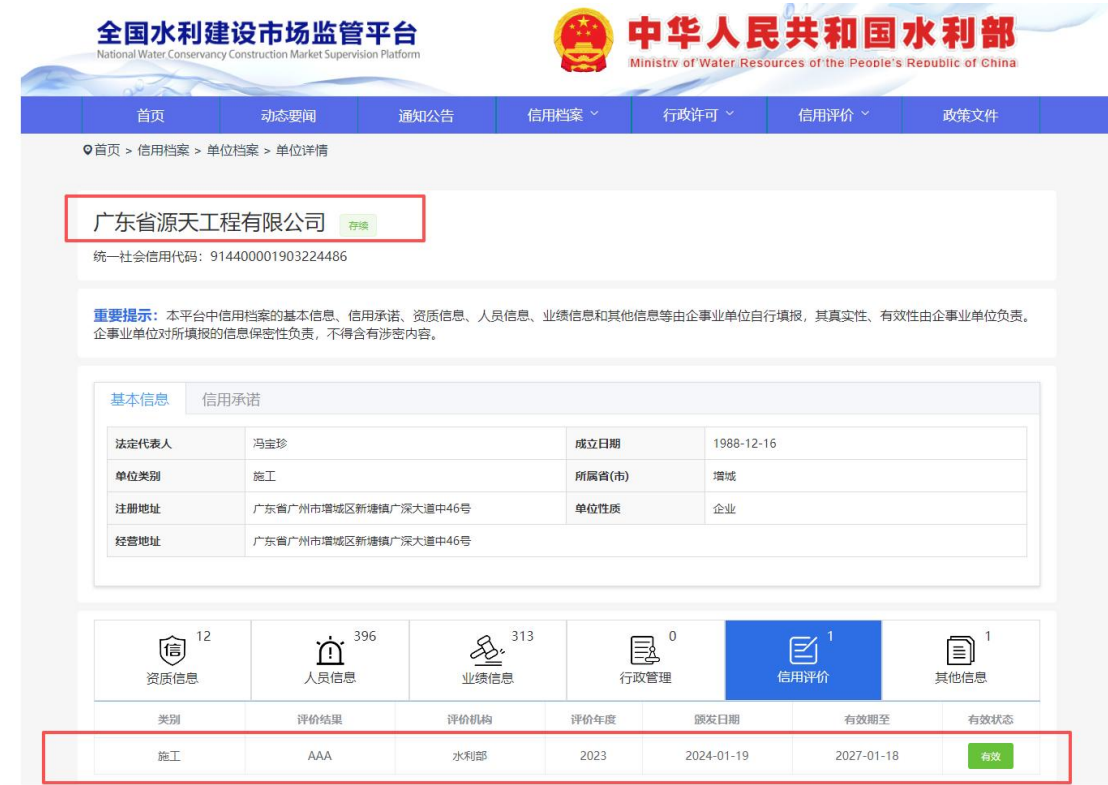 全国水利建设市场监管平台
National Water Conservancy Construction Market Supervision Platform
中华人民共和国水利部
Ministry of Water Resources of the People's Republic of China
首页 动态要闻 通知公告 信用档案 行政许可 信用评价 政策文件
首页 > 信用档案 > 单位档案 > 单位详情
广东省源天工程有限公司 存续
统一社会信用代码：914400001903224486
重要提示：本平台中信用档案的基本信息、信用承诺、资质信息、人员信息、业绩信息和其他信息等由企事业单位自行填报，其真实性、有效性由企事业单位负责。
企事业单位对所填报的信息保密性负责，不得含有涉密内容。
基本信息 信用承诺
法定代表人 冯宝珍 成立日期 1988-12-16
单位类别 施工 所属省(市) 增城
注册地址 广东省广州市增城区新塘镇广深大道中46号 单位性质 企业
经营地址 广东省广州市增城区新塘镇广深大道中46号
信 12 396 313 0 1 1
资质信息 人员信息 业绩信息 行政管理 信用评价 其他信息
类别 评价结果 评价机构 评价年度 颁发日期 有效期至 有效状态
施工 AAA 水利部 2023 2024-01-19 2027-01-18 有效